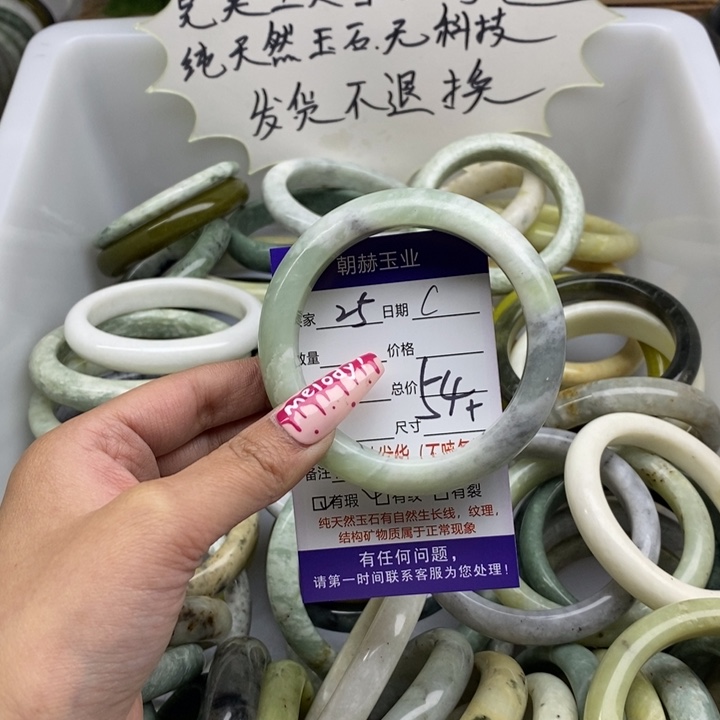 纯天然玉石.无科技
发货不退换
朝赫玉业
家 25 日期 C
数量 价格
melody
总价 54+
尺寸
备注
☐有瑕 ☑有纹 ☐有裂
纯天然玉石有自然生长线，纹理，
结构矿物质属于正常现象
有任何问题，
请第一时间联系客服为您处理！